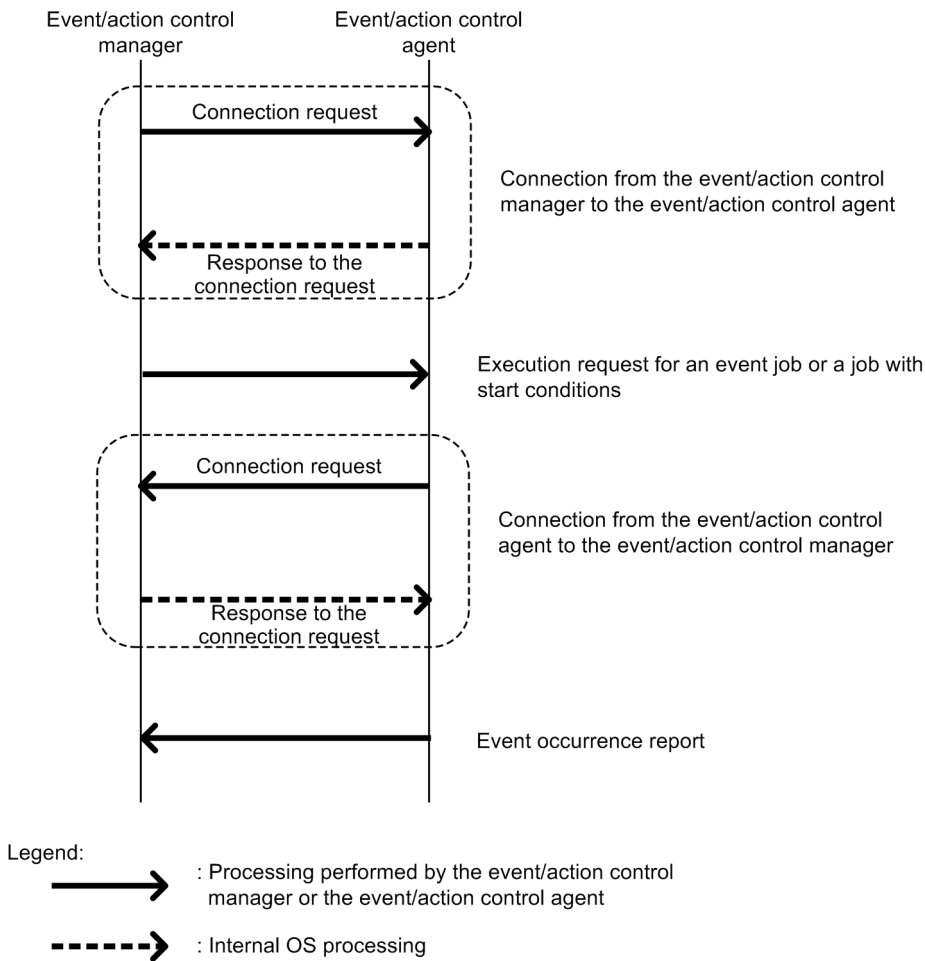 Event/action control
manager
Event/action control
agent
Connection request
Connection from the event/action control
manager to the event/action control agent
Response to the
connection request
Execution request for an event job or a job with
start conditions
Connection request
Connection from the event/action control
agent to the event/action control manager
Response to the
connection request
Event occurrence report
Legend:
: Processing performed by the event/action control
manager or the event/action control agent
: Internal OS processing